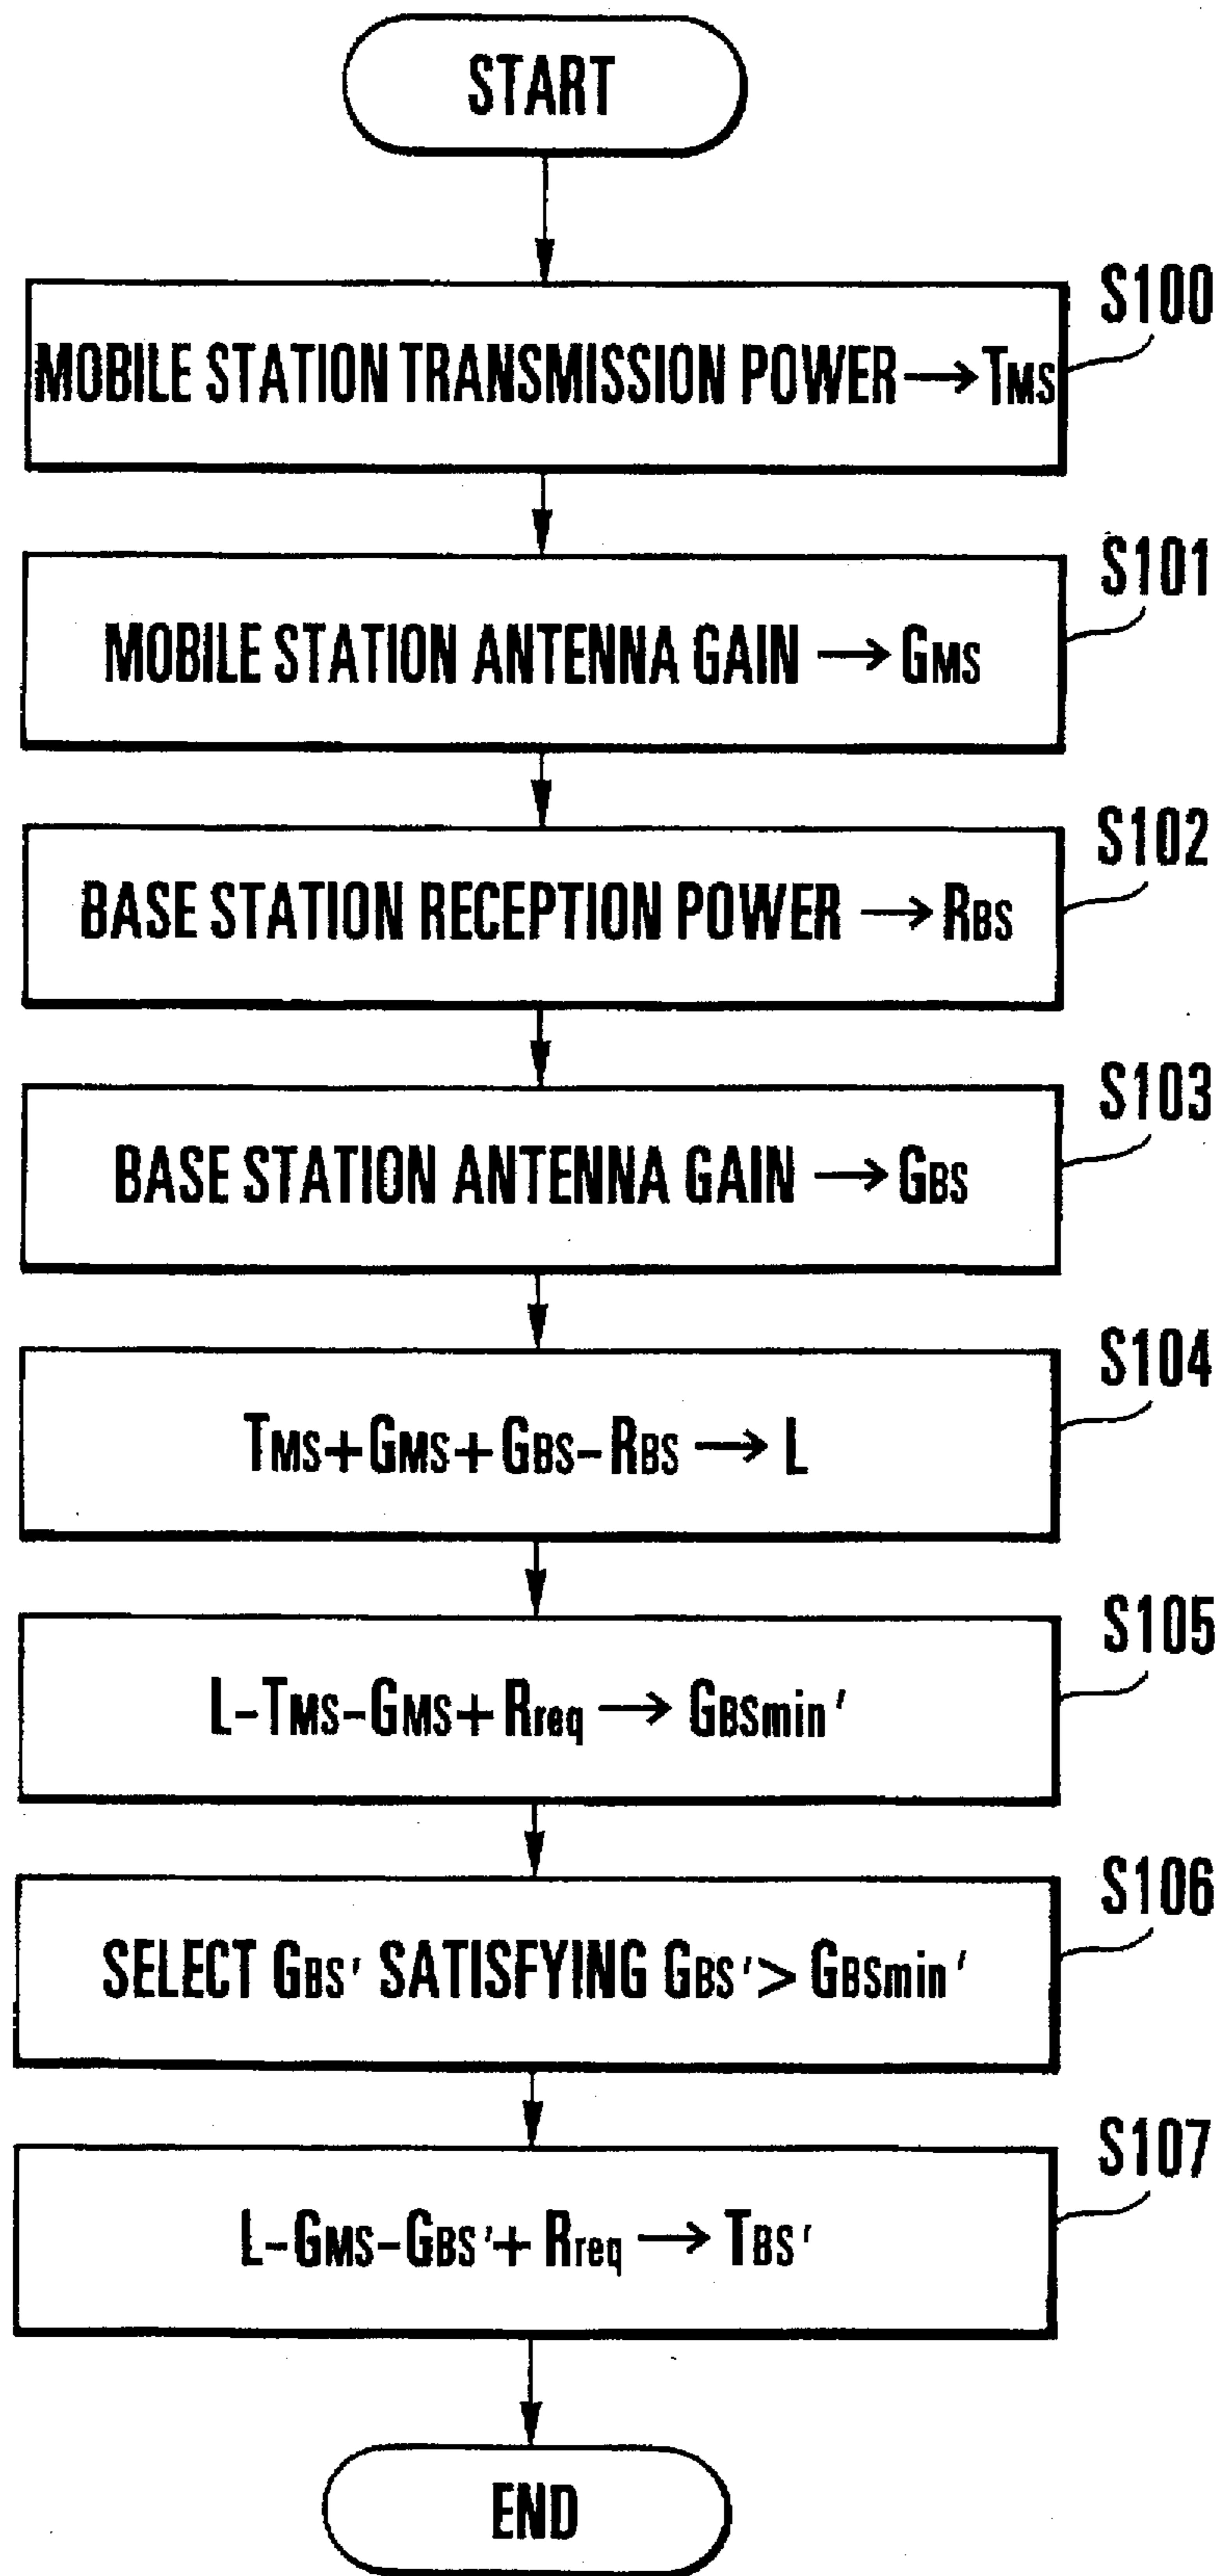 START
S100
MOBILE STATION TRANSMISSION POWER → TMS
S101
MOBILE STATION ANTENNA GAIN → GMS
S102
BASE STATION RECEPTION POWER → RBS
S103
BASE STATION ANTENNA GAIN → GBS
S104
TMS+GMS+GBS-RBS → L
S105
L-TMS-GMS+Rreq → GBSmin'
S106
SELECT GBS' SATISFYING GBS'> GBSmin'
S107
L-GMS-GBS'+Rreq → TBS'
END